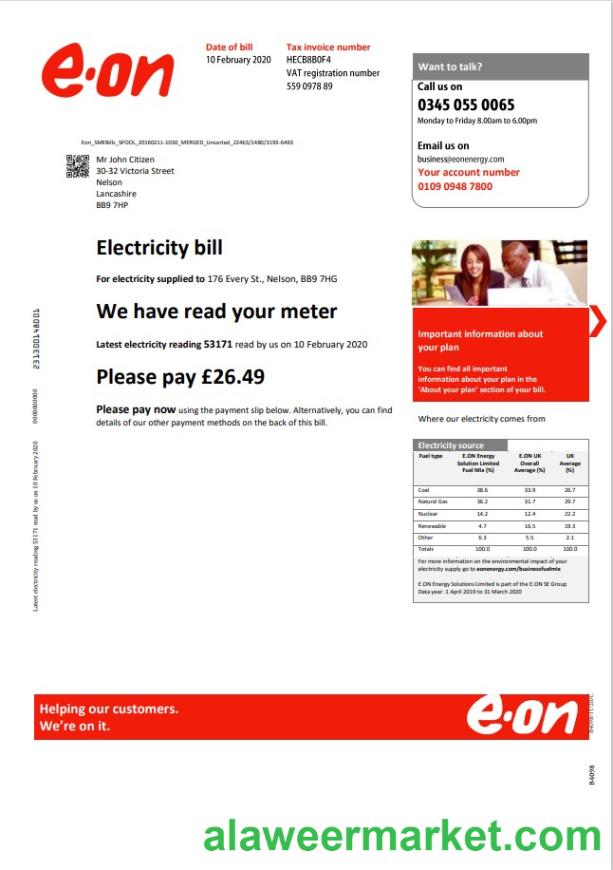 e·on
Date of bill
10 February 2020
Tax invoice number
HECB8B0F4
VAT registration number
559 0978 89
Want to talk?
Call us on
0345 055 0065
Monday to Friday 8.00am to 6.00pm
Email us on
business@eonenergy.com
Your account number
0109 0948 7800
Eon_SMEBills_SPOOL_20160211-1030_MERGED_Unsorted_22463/1480/3193-6493
Mr John Citizen
30-32 Victoria Street
Nelson
Lancashire
BB9 7HP
Electricity bill
For electricity supplied to 176 Every St., Nelson, BB9 7HG
We have read your meter
Latest electricity reading 53171 read by us on 10 February 2020
Please pay £26.49
Please pay now using the payment slip below. Alternatively, you can find
details of our other payment methods on the back of this bill.
Important information about
your plan
You can find all important
information about your plan in the
'About your plan' section of your bill.
Where our electricity comes from
Electricity source
Fuel type E.ON Energy Solution Limited Fuel Mix (%) E.ON UK Overall Average (%) UK Average (%)
Coal 38.6 33.9 26.7
Natural Gas 36.2 31.7 29.7
Nuclear 14.2 12.4 22.2
Renewable 4.7 16.5 19.3
Other 6.3 5.5 2.1
Totals 100.0 100.0 100.0
For more information on the environmental impact of your
electricity supply go to eonenergy.com/businessfuelmix
E.ON Energy Solutions Limited is part of the E.ON SE Group
Data year: 1 April 2019 to 31 March 2020
Latest electricity reading 53171 read by us on 10 February 2020 0000000000 231300148001
Helping our customers.
We're on it.
e·on
B4098
alaweermarket.com